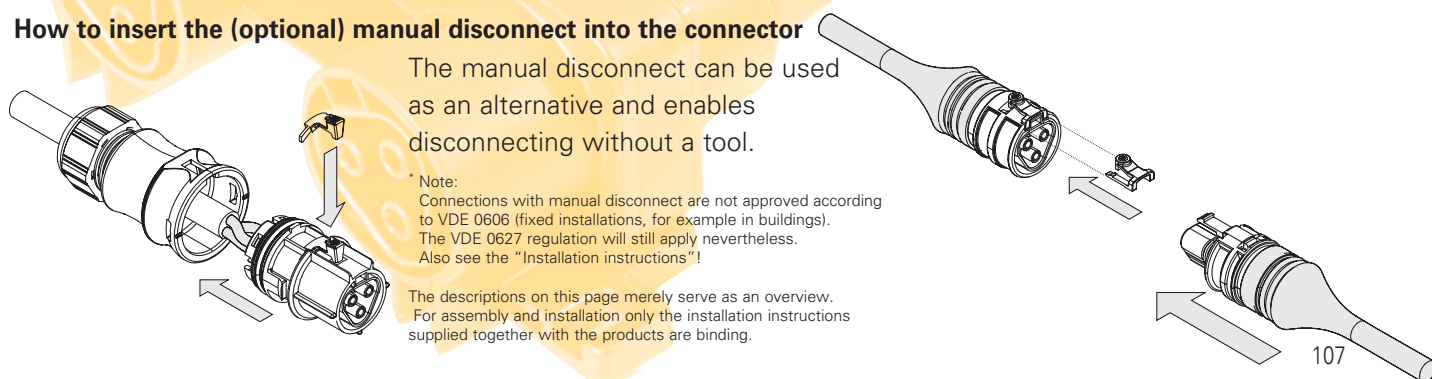 How to insert the (optional) manual disconnect into the connector
The manual disconnect can be used
as an alternative and enables
disconnecting without a tool.
* Note:
Connections with manual disconnect are not approved according
to VDE 0606 (fixed installations, for example in buildings).
The VDE 0627 regulation will still apply nevertheless.
Also see the “Installation instructions”!
The descriptions on this page merely serve as an overview.
For assembly and installation only the installation instructions
supplied together with the products are binding.
107